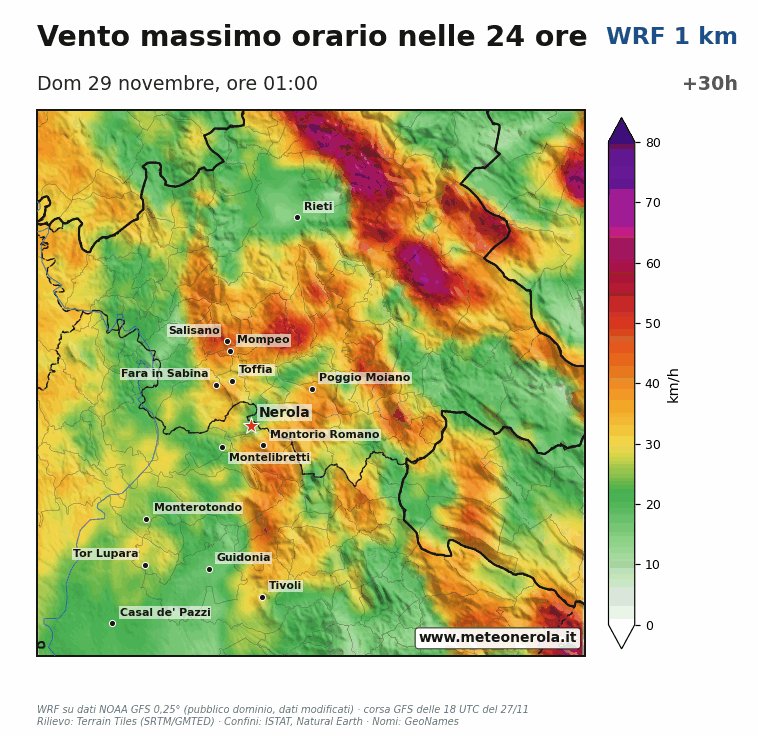 Vento massimo orario nelle 24 ore WRF 1 km
Dom 29 novembre, ore 01:00 +30h
80
70
60
50
40
30
20
10
0
km/h
Rieti
Salisano
Mompeo
Fara in Sabina
Toffia
Poggio Moiano
Nerola
Montorio Romano
Montelibretti
Monterotondo
Tor Lupara
Guidonia
Tivoli
Casal de' Pazzi
www.meteonerola.it
WRF su dati NOAA GFS 0,25° (pubblico dominio, dati modificati) · corsa GFS delle 18 UTC del 27/11
Rilievo: Terrain Tiles (SRTM/GMTED) · Confini: ISTAT, Natural Earth · Nomi: GeoNames